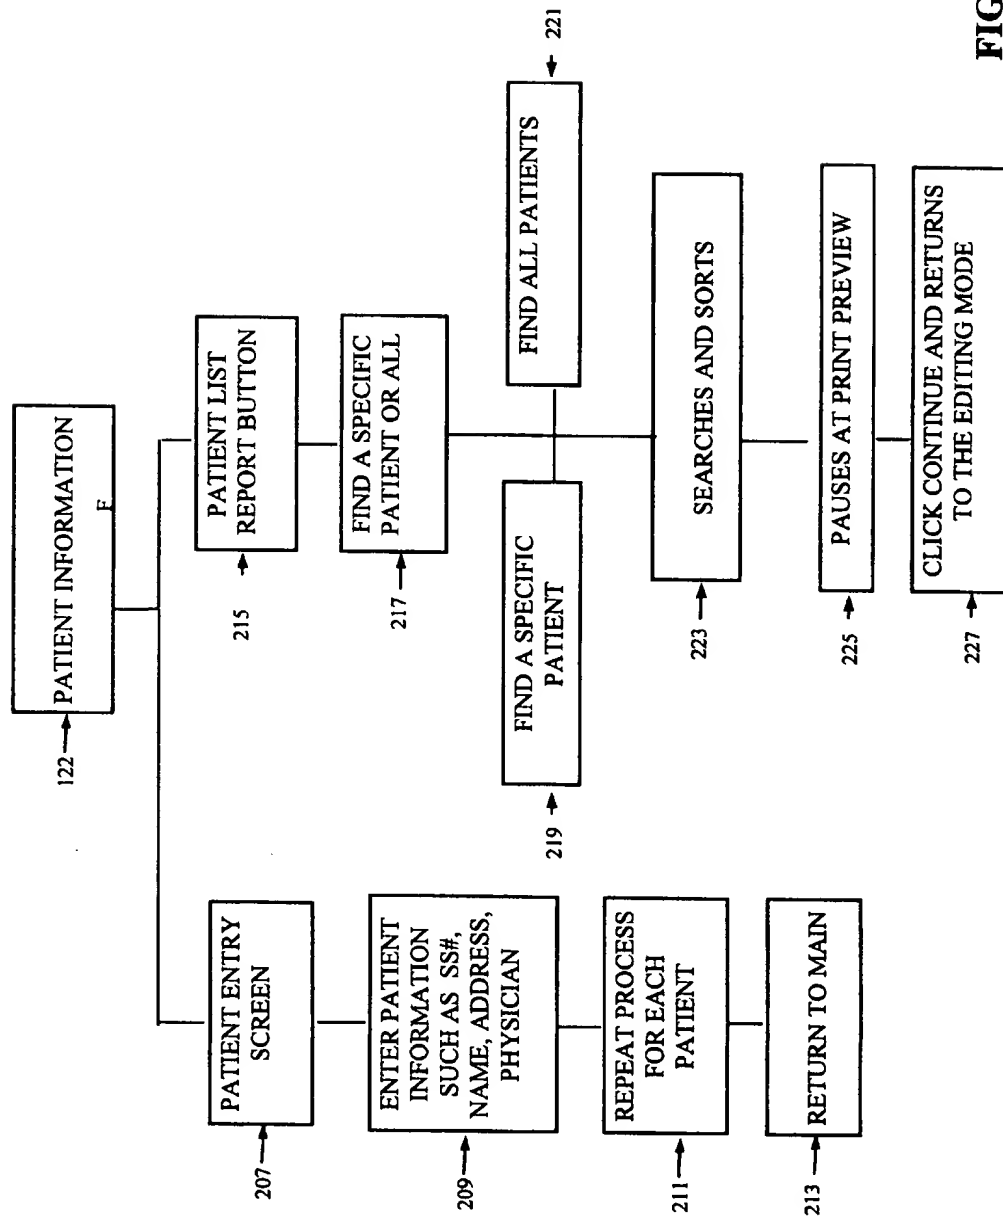 122
PATIENT INFORMATION
F
207
PATIENT ENTRY
SCREEN
209
ENTER PATIENT
INFORMATION
SUCH AS SS#,
NAME, ADDRESS,
PHYSICIAN
211
REPEAT PROCESS
FOR EACH
PATIENT
213
RETURN TO MAIN
215
PATIENT LIST
REPORT BUTTON
217
FIND A SPECIFIC
PATIENT OR ALL
219
FIND A SPECIFIC
PATIENT
FIND ALL PATIENTS
221
223
SEARCHES AND SORTS
225
PAUSES AT PRINT PREVIEW
227
CLICK CONTINUE AND RETURNS
TO THE EDITING MODE
FIG